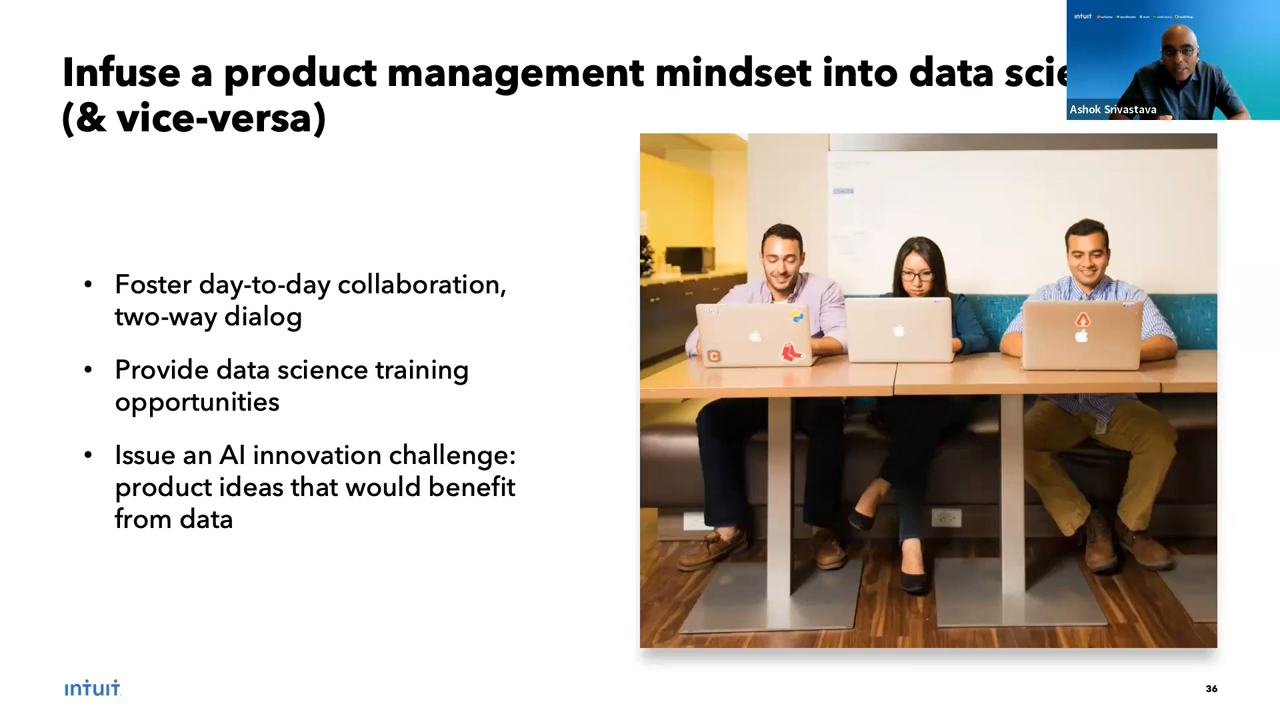 Infuse a product management mindset into data
(& vice-versa)
intuit
Ashok Srivastava
• Foster day-to-day collaboration,
two-way dialog
• Provide data science training
opportunities
• Issue an AI innovation challenge:
product ideas that would benefit
from data
C
intuit
36